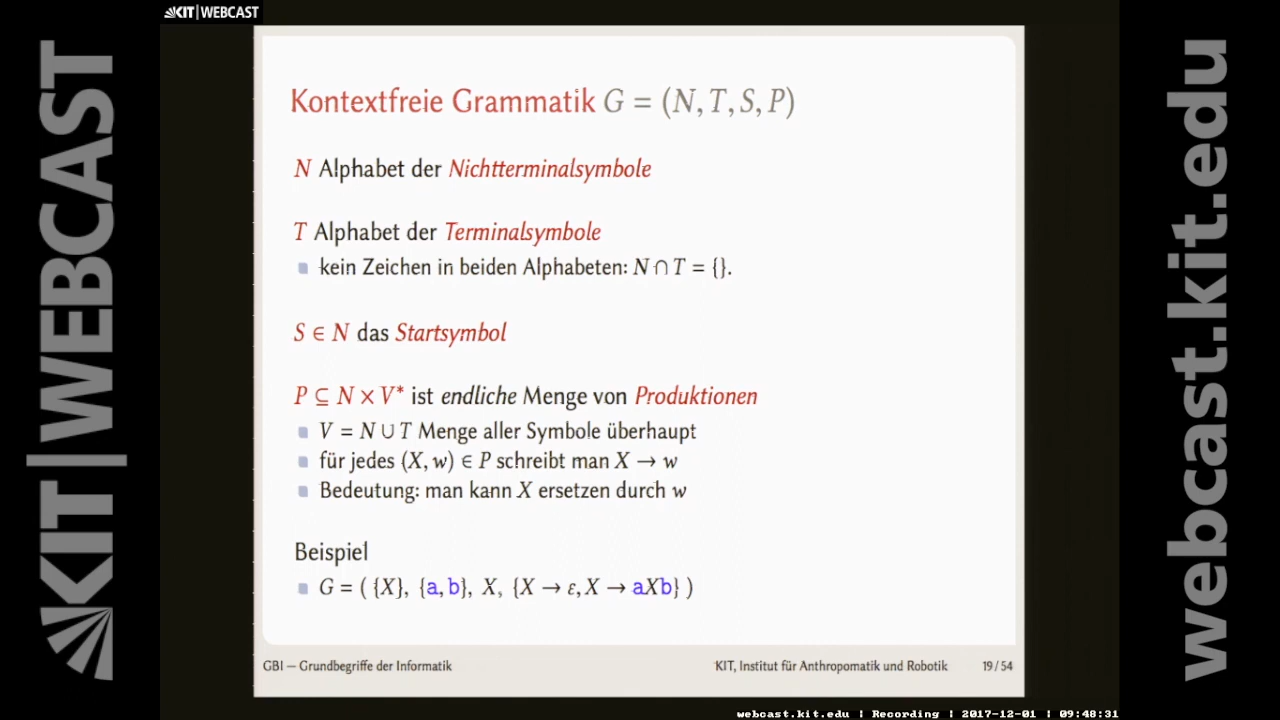 KIT|WEBCAST
KIT|WEBCAST
webcast.kit.edu
Kontextfreie Grammatik G = (N, T, S, P)
N Alphabet der Nichtterminalsymbole
T Alphabet der Terminalsymbole
kein Zeichen in beiden Alphabeten: N ∩ T = {}.
S ∈ N das Startsymbol
P ⊆ N × V* ist endliche Menge von Produktionen
V = N ∪ T Menge aller Symbole überhaupt
für jedes (X, w) ∈ P schreibt man X → w
Bedeutung: man kann X ersetzen durch w
Beispiel
G = ( {X}, {a, b}, X, {X → ε, X → aXb} )
GBI — Grundbegriffe der Informatik KIT, Institut für Anthropomatik und Robotik 19 / 54
webcast.kit.edu | Recording | 2017-12-01 | 09:48:31